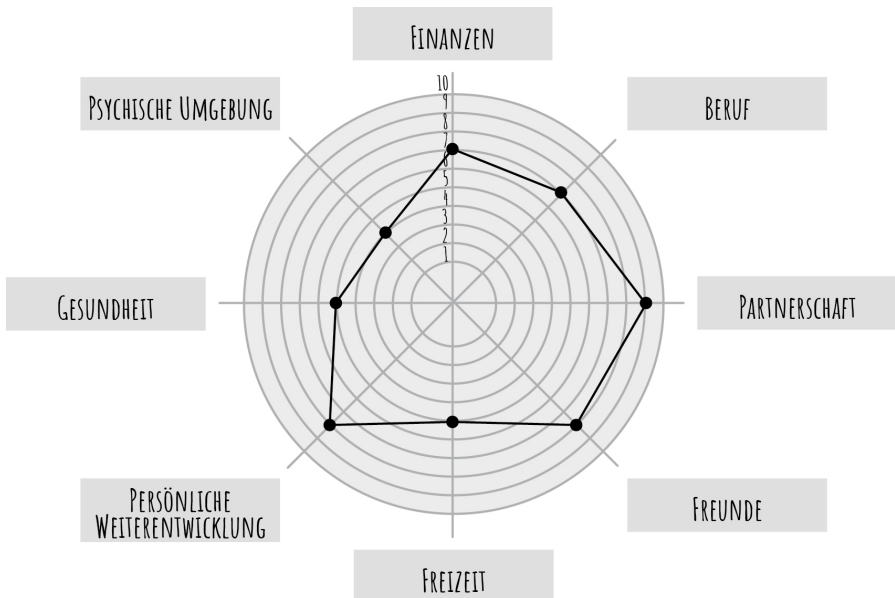 Finanzen
Psychische Umgebung
Beruf
10
9
8
7
6
5
4
3
2
1
Gesundheit
Partnerschaft
Persönliche
Weiterentwicklung
Freunde
Freizeit